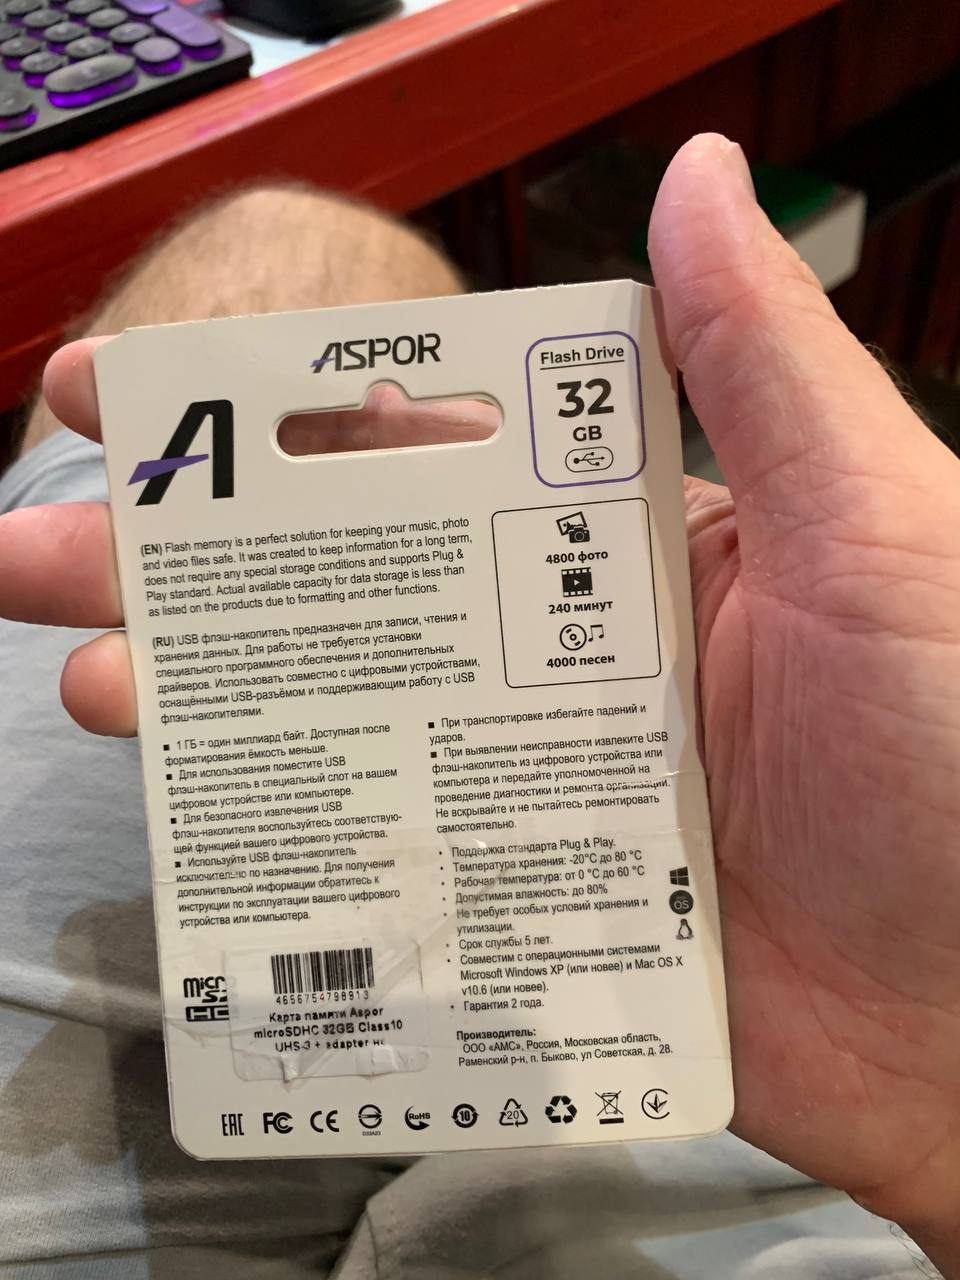 ASPOR
Flash Drive
32
GB
A
(EN) Flash memory is a perfect solution for keeping your music, photo
and video files safe. It was created to keep information for a long term,
does not require any special storage conditions and supports Plug &
Play standard. Actual available capacity for data storage is less than
as listed on the products due to formatting and other functions.
4800 фото
240 минут
4000 песен
(RU) USB флэш-накопитель предназначен для записи, чтения и
хранения данных. Для работы не требуется установки
специального программного обеспечения и дополнительных
драйверов. Использовать совместно с цифровыми устройствами,
оснащёнными USB-разъёмом и поддерживающим работу с USB
флэш-накопителями.
▪ 1 ГБ = один миллиард байт. Доступная после
форматирования ёмкость меньше.
▪ Для использования поместите USB
флэш-накопитель в специальный слот на вашем
цифровом устройстве или компьютере.
▪ Для безопасного извлечения USB
флэш-накопителя воспользуйтесь соответствую-
щей функцией вашего цифрового устройства.
▪ Используйте USB флэш-накопитель
исключительно по назначению. Для получения
дополнительной информации обратитесь к
инструкции по эксплуатации вашего цифрового
устройства или компьютера.
▪ При транспортировке избегайте падений и
ударов.
▪ При выявлении неисправности извлеките USB
флэш-накопитель из цифрового устройства или
компьютера и передайте уполномоченной на
проведение диагностики и ремонта организации.
Не вскрывайте и не пытайтесь ремонтировать
самостоятельно.
• Поддержка стандарта Plug & Play.
• Температура хранения: -20°C до 80 °C
• Рабочая температура: от 0 °C до 60 °C
• Допустимая влажность: до 80%
• Не требует особых условий хранения и
утилизации.
• Срок службы 5 лет.
• Совместим с операционными системами
Microsoft Windows XP (или новее) и Mac OS X
v10.6 (или новее).
• Гарантия 2 года.
OS
Производитель:
ООО «АМС», Россия, Московская область,
Раменский р-н, п. Быково, ул Советская, д. 28.
micro
HC
4656754798913
Карта памяти Aspor
microSDHC 32GB Class10
UHS-3 + adapter
EAC FC CE RoHS 10 20